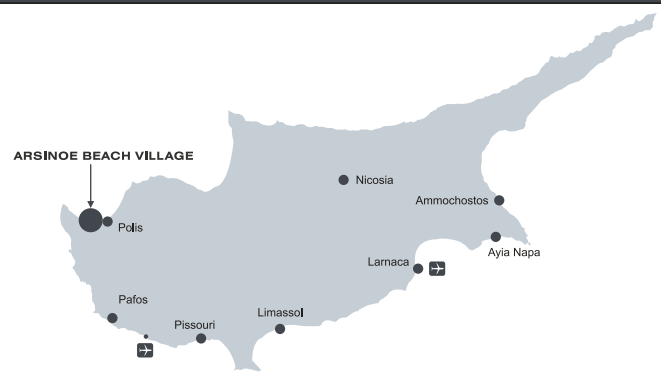 ARSINOE BEACH VILLAGE
Nicosia
Ammochostos
Polis
Ayia Napa
Larnaca
Pafos
Limassol
Pissouri